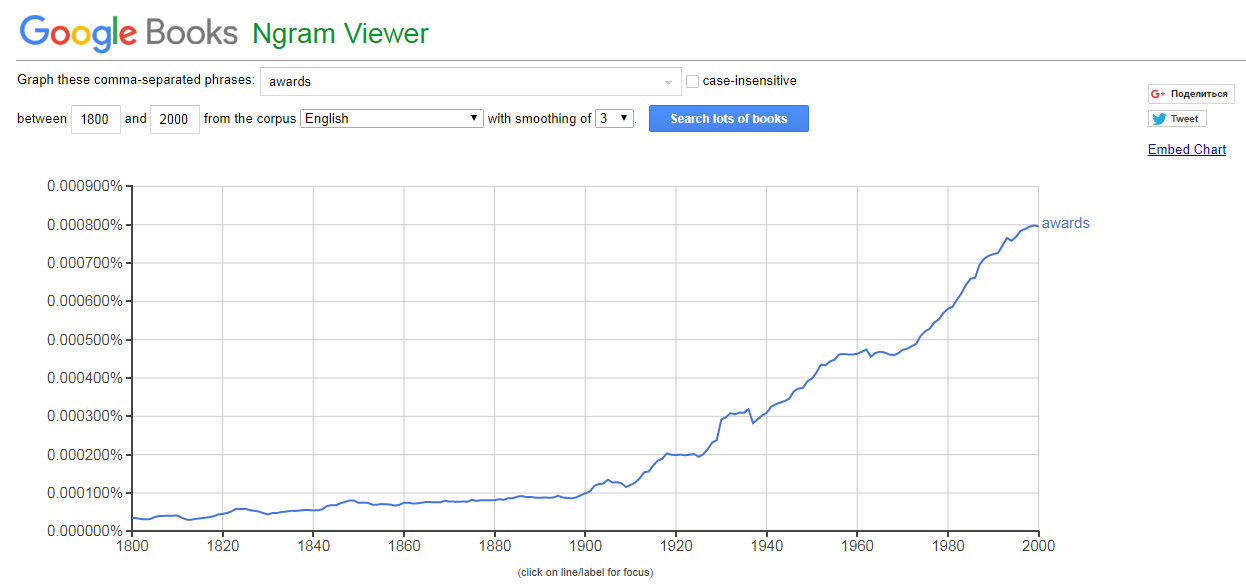 Google Books Ngram Viewer
Graph these comma-separated phrases: awards case-insensitive
between 1800 and 2000 from the corpus English with smoothing of 3 . Search lots of books
G+ Поделиться
Tweet
Embed Chart
0.000900%
0.000800%
0.000700%
0.000600%
0.000500%
0.000400%
0.000300%
0.000200%
0.000100%
0.000000%
awards
1800 1820 1840 1860 1880 1900 1920 1940 1960 1980 2000
(click on line/label for focus)